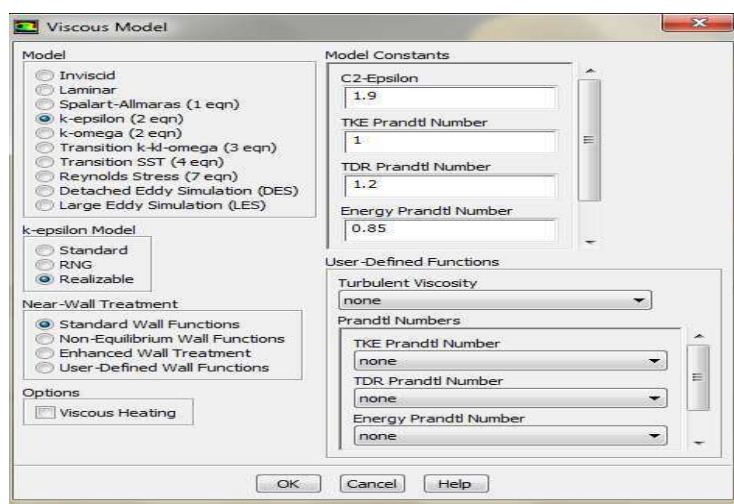 Viscous Model
Model
Inviscid
Laminar
Spalart-Allmaras (1 eqn)
k-epsilon (2 eqn)
k-omega (2 eqn)
Transition k-kl-omega (3 eqn)
Transition SST (4 eqn)
Reynolds Stress (7 eqn)
Detached Eddy Simulation (DES)
Large Eddy Simulation (LES)
k-epsilon Model
Standard
RNG
Realizable
Near-Wall Treatment
Standard Wall Functions
Non-Equilibrium Wall Functions
Enhanced Wall Treatment
User-Defined Wall Functions
Options
Viscous Heating
Model Constants
C2-Epsilon
1.9
TKE Prandtl Number
1
TDR Prandtl Number
1.2
Energy Prandtl Number
0.85
User-Defined Functions
Turbulent Viscosity
none
Prandtl Numbers
TKE Prandtl Number
none
TDR Prandtl Number
none
Energy Prandtl Number
none
OK
Cancel
Help